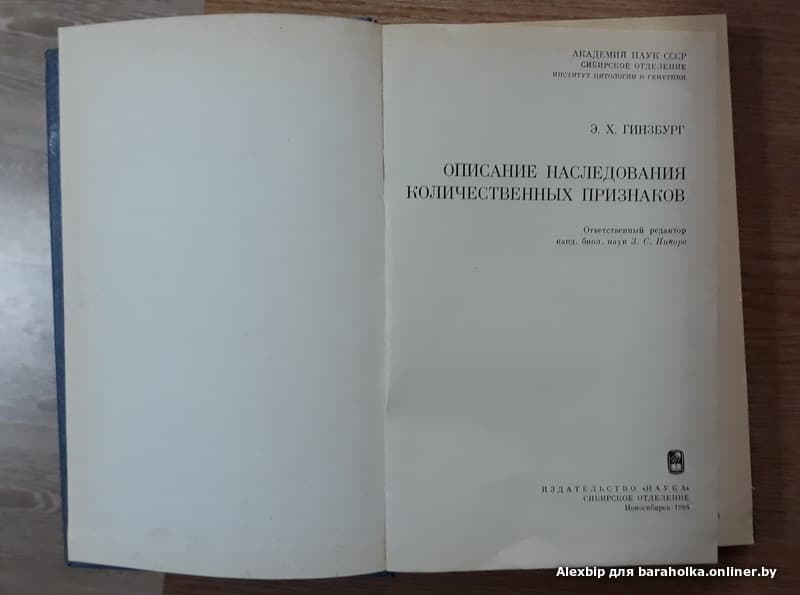 АКАДЕМИЯ НАУК СССР
СИБИРСКОЕ ОТДЕЛЕНИЕ
ИНСТИТУТ ЦИТОЛОГИИ И ГЕНЕТИКИ
Э. Х. ГИНЗБУРГ
ОПИСАНИЕ НАСЛЕДОВАНИЯ
КОЛИЧЕСТВЕННЫХ ПРИЗНАКОВ
Ответственный редактор
канд. биол. наук З. С. Никоро
ИЗДАТЕЛЬСТВО «НАУКА»
СИБИРСКОЕ ОТДЕЛЕНИЕ
Новосибирск·1984
Alexbip для baraholka.onliner.by